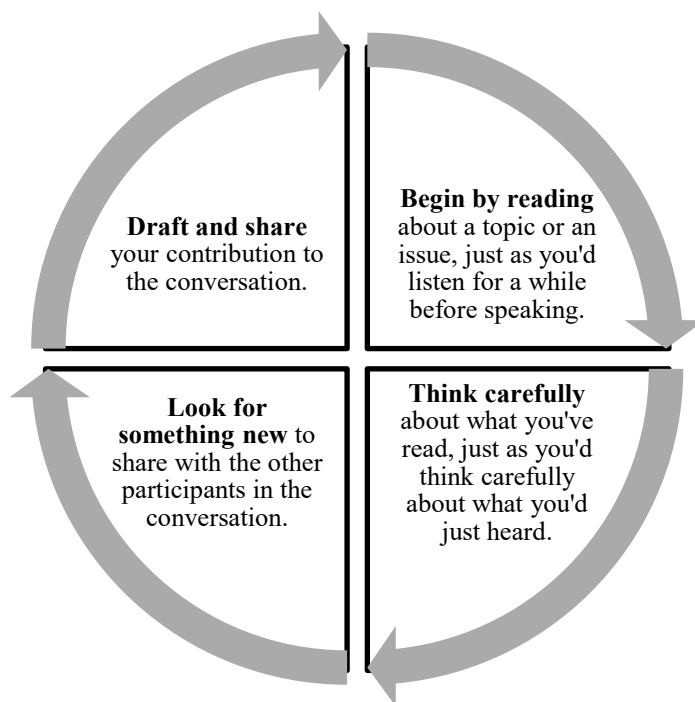 Draft and share
your contribution to
the conversation.
Begin by reading
about a topic or an
issue, just as you'd
listen for a while
before speaking.
Look for
something new to
share with the other
participants in the
conversation.
Think carefully
about what you've
read, just as you'd
think carefully
about what you'd
just heard.